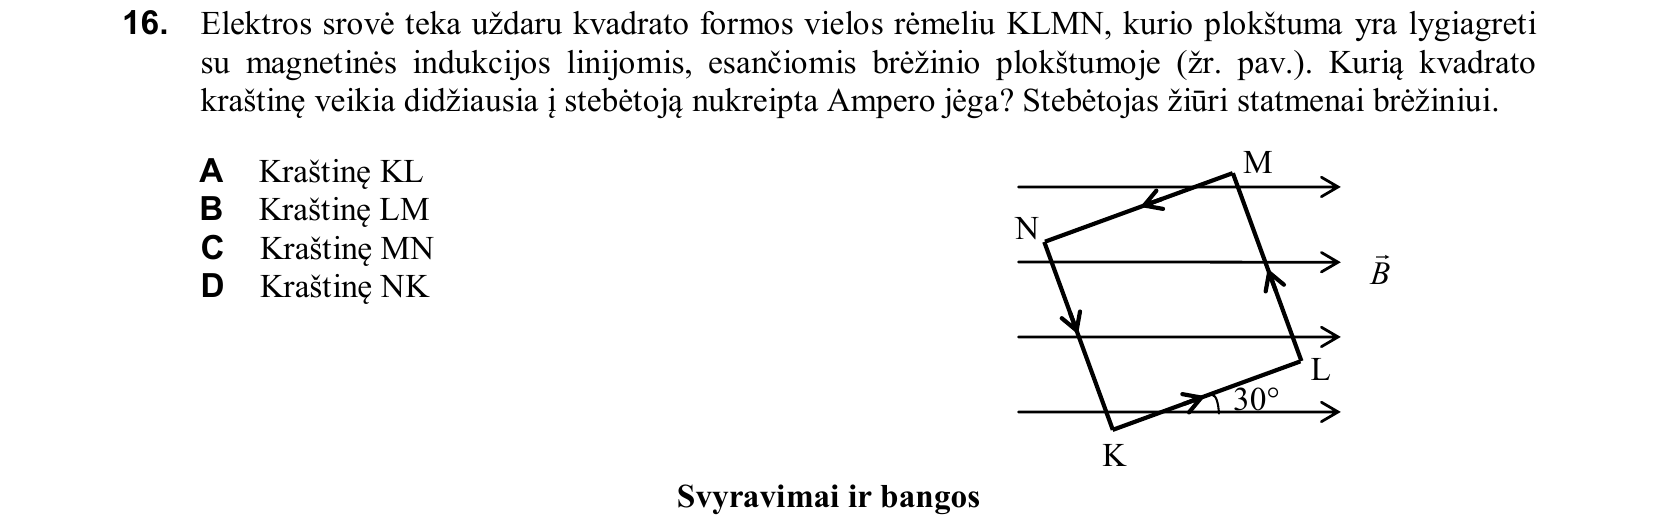 16. Elektros srovė teka uždaru kvadrato formos vielos rėmeliu KLMN, kurio plokštuma yra lygiagreti
su magnetinės indukcijos linijomis, esančiomis brėžinio plokštumoje (žr. pav.). Kurią kvadrato
kraštinę veikia didžiausia į stebėtoją nukreipta Ampero jėga? Stebėtojas žiūri statmenai brėžiniui.
A Kraštinę KL
B Kraštinę LM
C Kraštinę MN
D Kraštinę NK
M
N
B⃗
L
30°
K
Svyravimai ir bangos